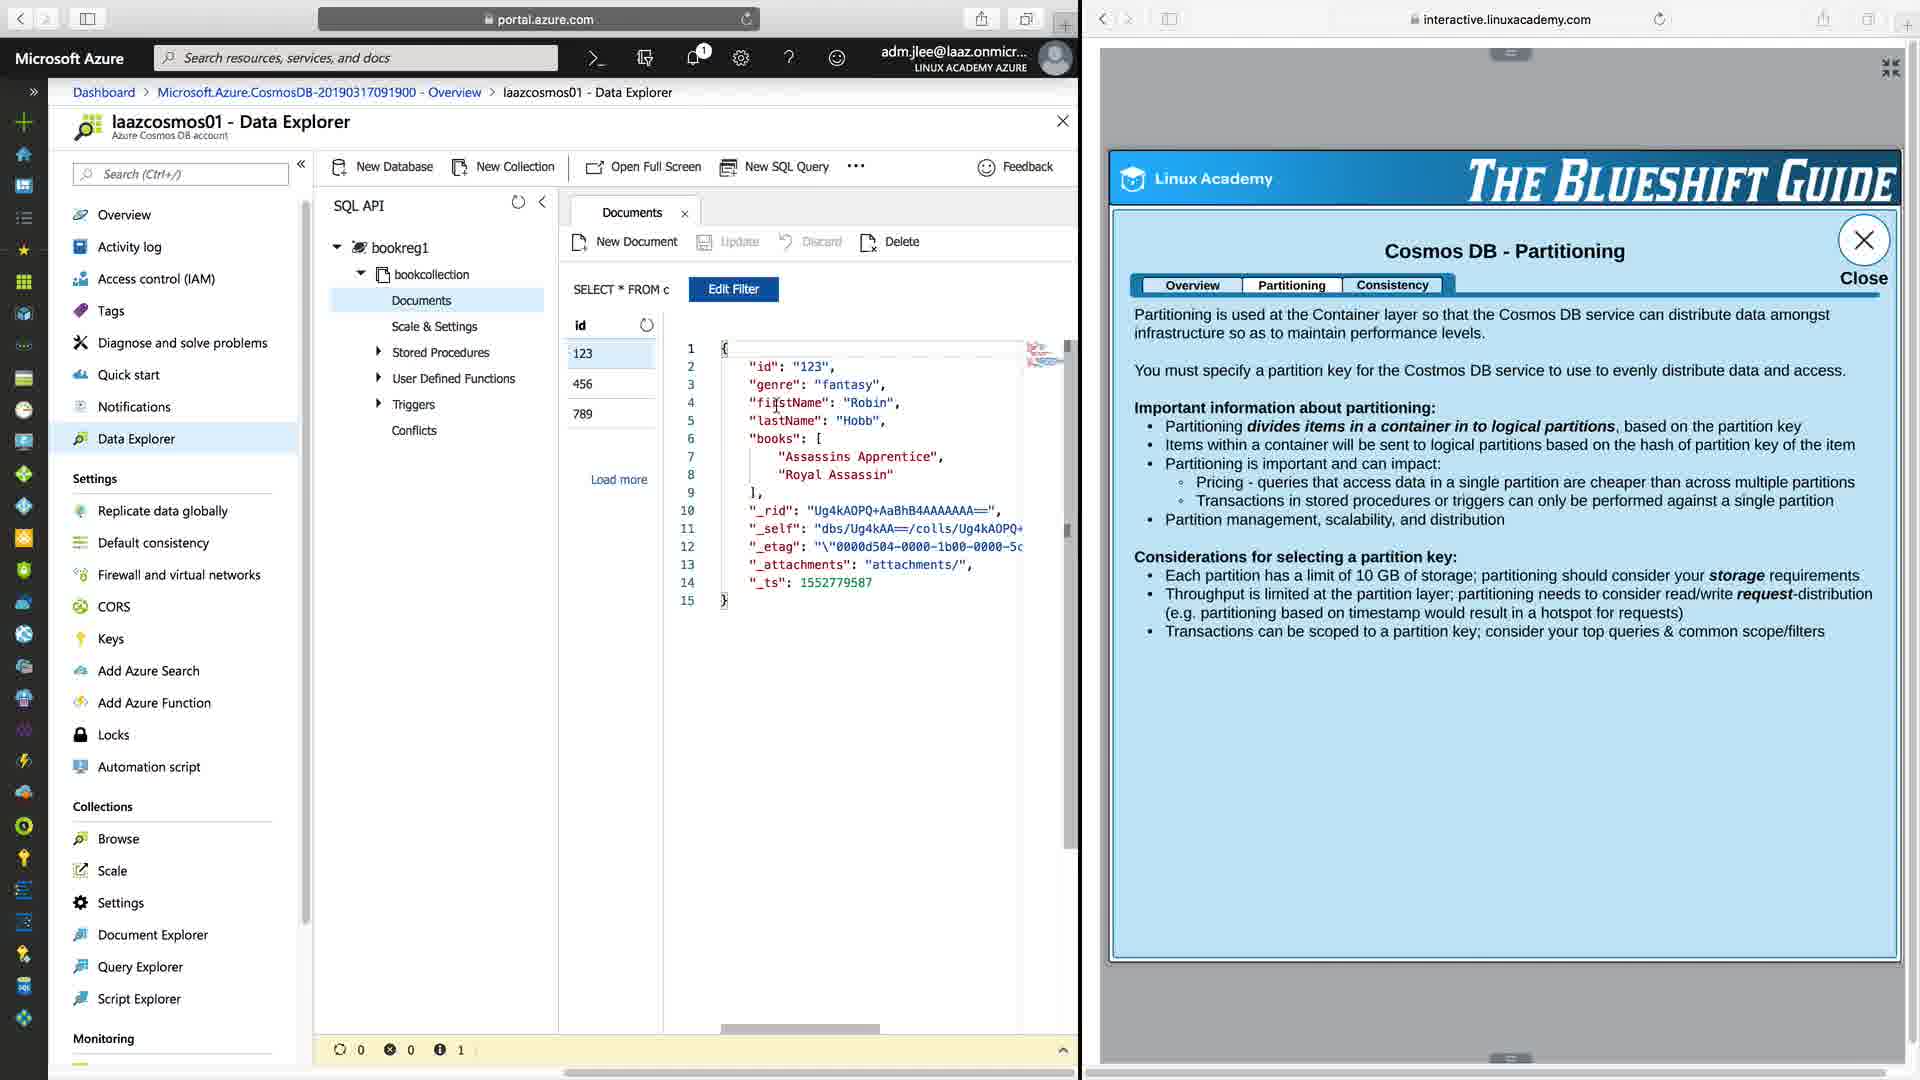 portal.azure.com
interactive.linuxacademy.com
Microsoft Azure
Search resources, services, and docs
1
adm.jlee@laaz.onmicr...
LINUX ACADEMY AZURE
Dashboard > Microsoft.Azure.CosmosDB-20190317091900 - Overview > laazcosmos01 - Data Explorer
laazcosmos01 - Data Explorer
Azure Cosmos DB account
Search (Ctrl+/)
Overview
Activity log
Access control (IAM)
Tags
Diagnose and solve problems
Quick start
Notifications
Data Explorer
Settings
Replicate data globally
Default consistency
Firewall and virtual networks
CORS
Keys
Add Azure Search
Add Azure Function
Locks
Automation script
Collections
Browse
Scale
Settings
Document Explorer
Query Explorer
Script Explorer
Monitoring
New Database
New Collection
Open Full Screen
New SQL Query
Feedback
SQL API
bookreg1
bookcollection
Documents
Scale & Settings
Stored Procedures
User Defined Functions
Triggers
Conflicts
Documents
New Document
Update
Discard
Delete
SELECT * FROM c
Edit Filter
id
123
456
789
Load more
1 {
2 "id": "123",
3 "genre": "fantasy",
4 "firstName": "Robin",
5 "lastName": "Hobb",
6 "books": [
7 "Assassins Apprentice",
8 "Royal Assassin"
9 ],
10 "_rid": "Ug4kAOPQ+AaBhB4AAAAAAA==",
11 "_self": "dbs/Ug4kAA==/colls/Ug4kAOPQ+
12 "_etag": "\"0000d504-0000-1b00-0000-5c
13 "_attachments": "attachments/",
14 "_ts": 1552779587
15 }
0 0 1
Linux Academy
THE BLUESHIFT GUIDE
Cosmos DB - Partitioning
Close
Overview
Partitioning
Consistency
Partitioning is used at the Container layer so that the Cosmos DB service can distribute data amongst
infrastructure so as to maintain performance levels.
You must specify a partition key for the Costmos DB service to use to evenly distribute data and access.
Important information about partitioning:
• Partitioning divides items in a container in to logical partitions, based on the partition key
• Items within a container will be sent to logical partitions based on the hash of partition key of the item
• Partitioning is important and can impact:
◦ Pricing - queries that access data in a single partition are cheaper than across multiple partitions
◦ Transactions in stored procedures or triggers can only be performed against a single partition
• Partition management, scalability, and distribution
Considerations for selecting a partition key:
• Each partition has a limit of 10 GB of storage; partitioning should consider your storage requirements
• Throughput is limited at the partition layer; partitioning needs to consider read/write request-distribution
(e.g. partitioning based on timestamp would result in a hotspot for requests)
• Transactions can be scoped to a partition key; consider your top queries & common scope/filters